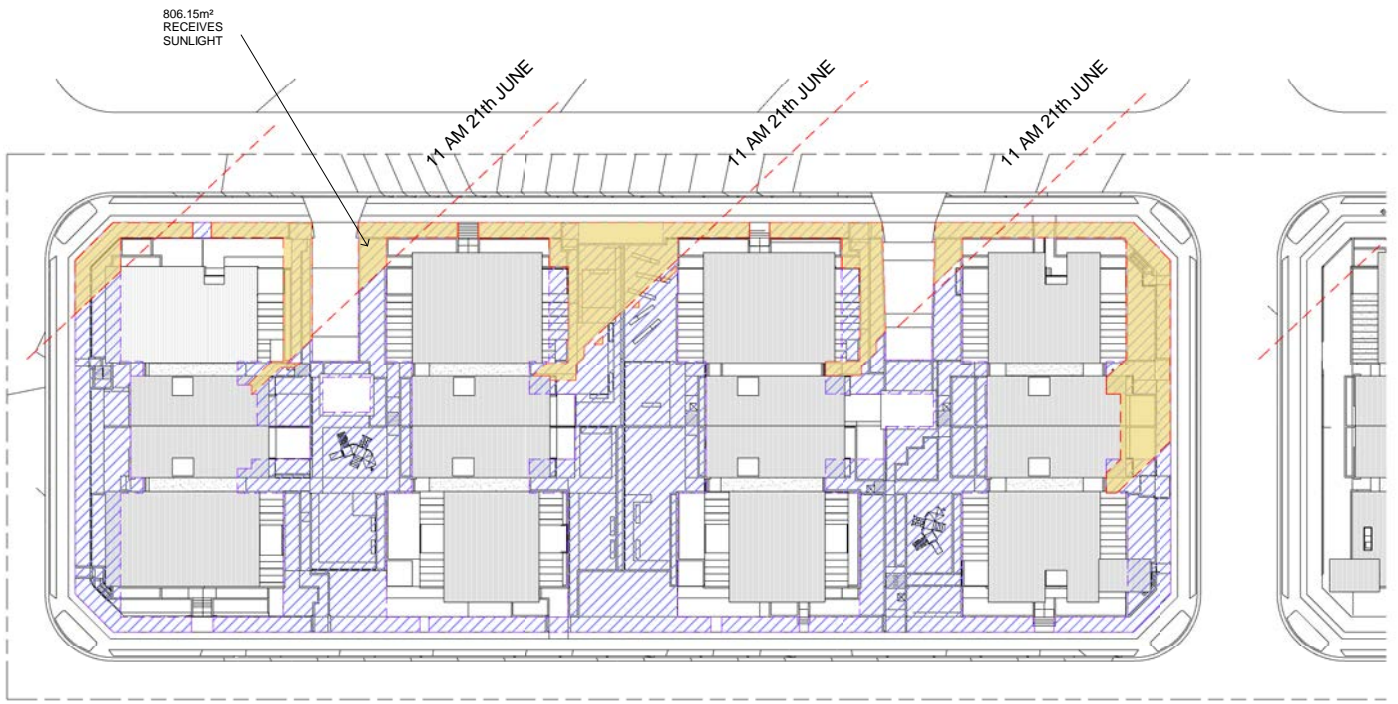 806.15m²
RECEIVES
SUNLIGHT
11 AM 21th JUNE
11 AM 21th JUNE
11 AM 21th JUNE